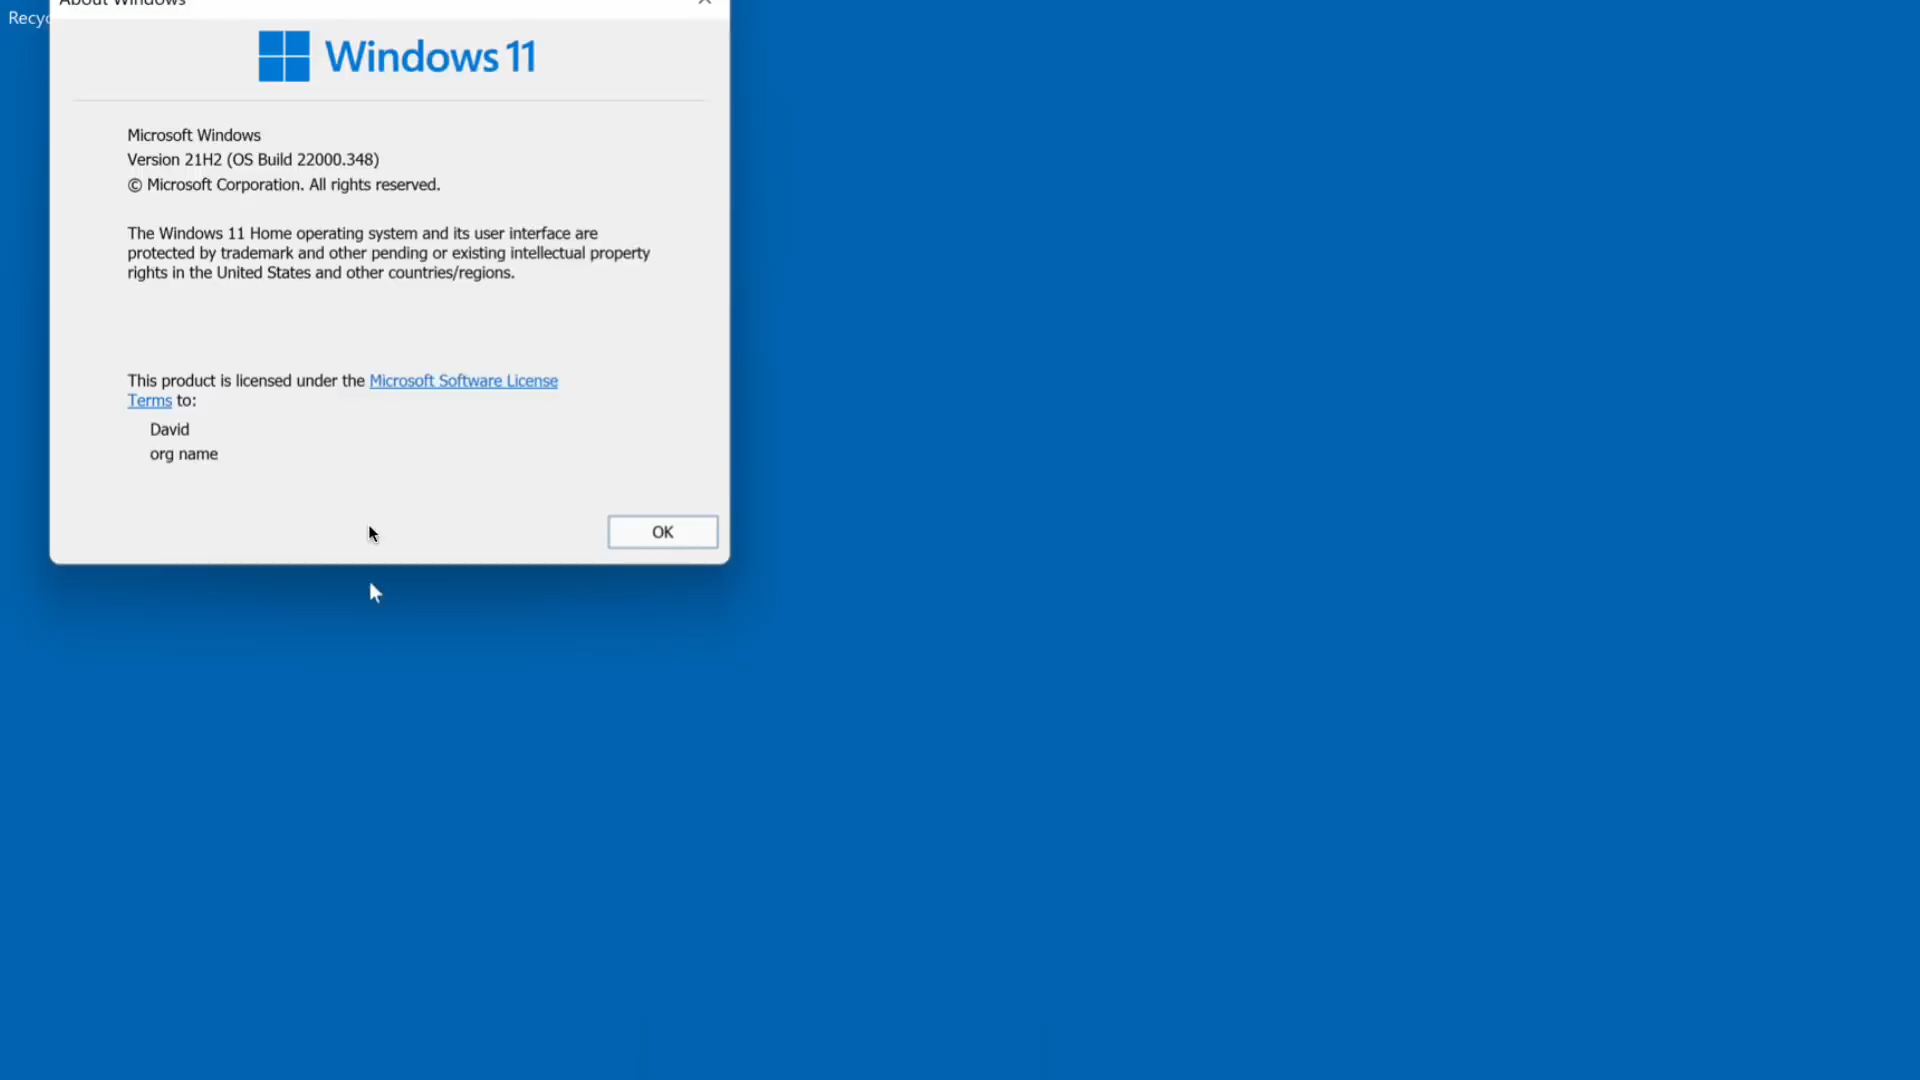 About Windows
Recyc
Windows 11
Microsoft Windows
Version 21H2 (OS Build 22000.348)
© Microsoft Corporation. All rights reserved.
The Windows 11 Home operating system and its user interface are
protected by trademark and other pending or existing intellectual property
rights in the United States and other countries/regions.
This product is licensed under the Microsoft Software License
Terms to:
David
org name
OK